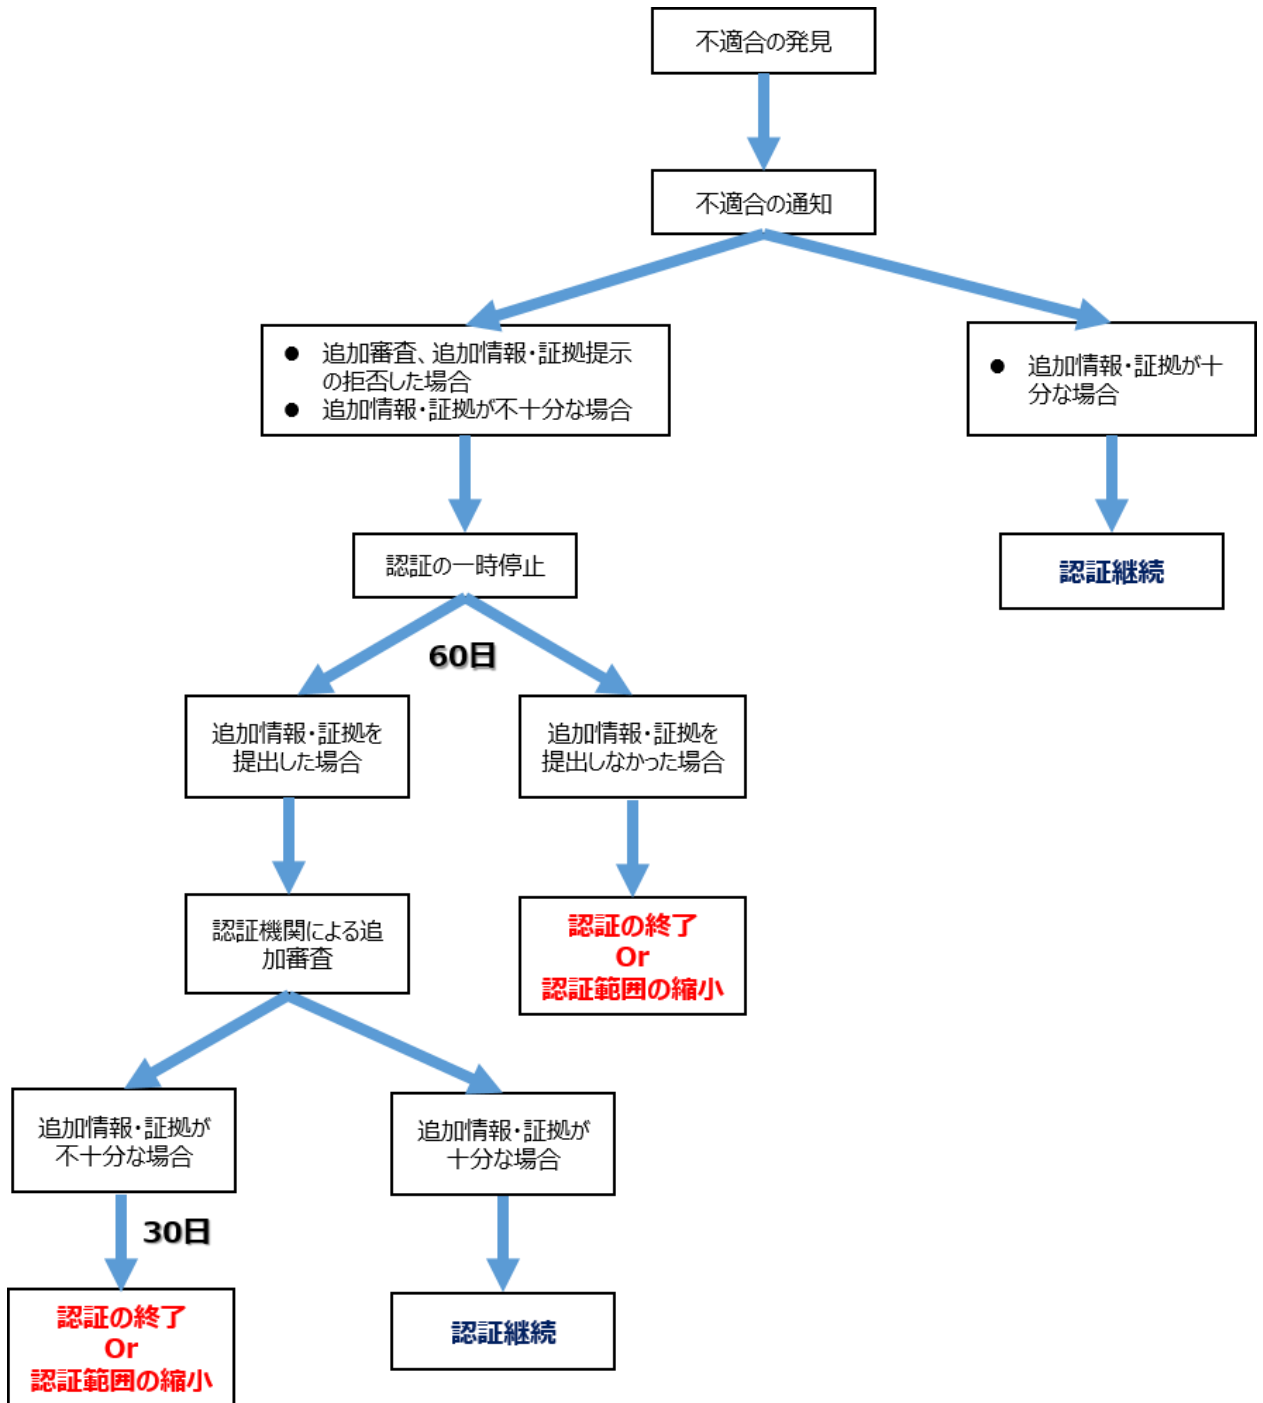 不適合の発見
不適合の通知
● 追加審査、追加情報・証拠提示
の拒否した場合
● 追加情報・証拠が不十分な場合
● 追加情報・証拠が十
分な場合
認証の一時停止
認証継続
60日
追加情報・証拠を
提出した場合
追加情報・証拠を
提出しなかった場合
認証機関による追
加審査
認証の終了
Or
認証範囲の縮小
追加情報・証拠が
不十分な場合
追加情報・証拠が
十分な場合
30日
認証の終了
Or
認証範囲の縮小
認証継続